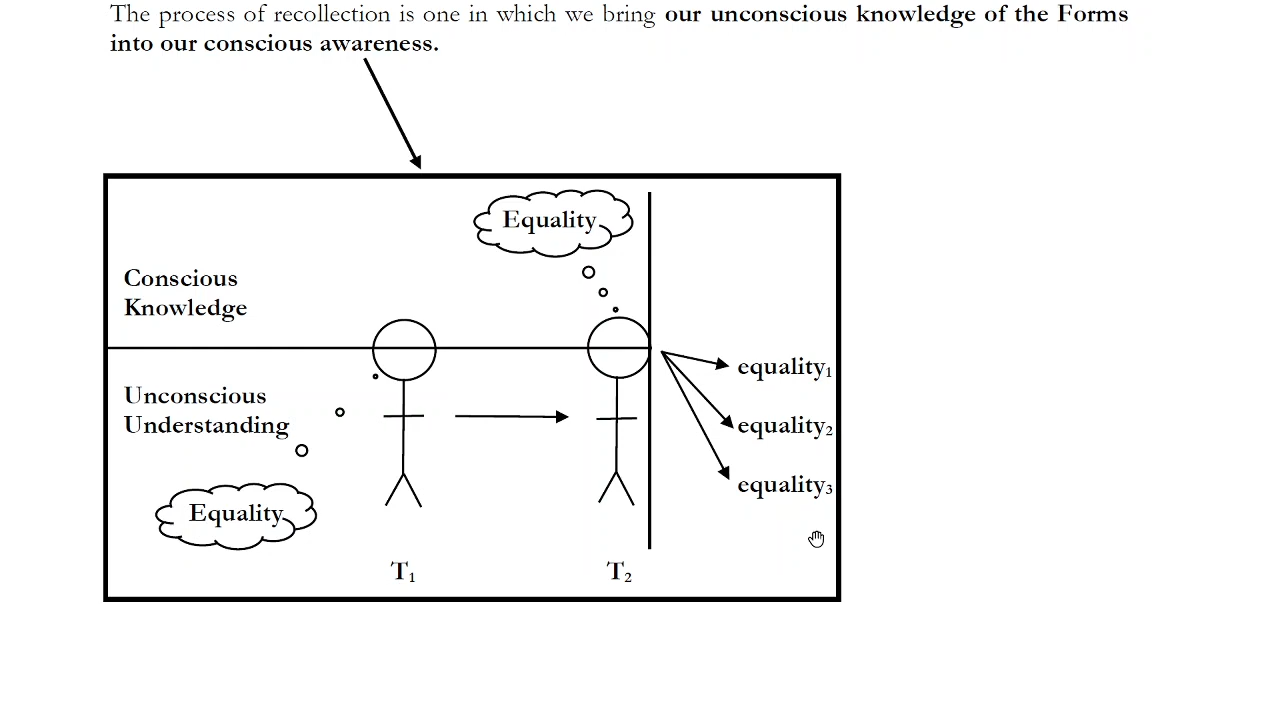 The process of recollection is one in which we bring our unconscious knowledge of the Forms
into our conscious awareness.
Equality
Conscious
Knowledge
equality₁
Unconscious
Understanding
equality₂
equality₃
Equality
T₁
T₂